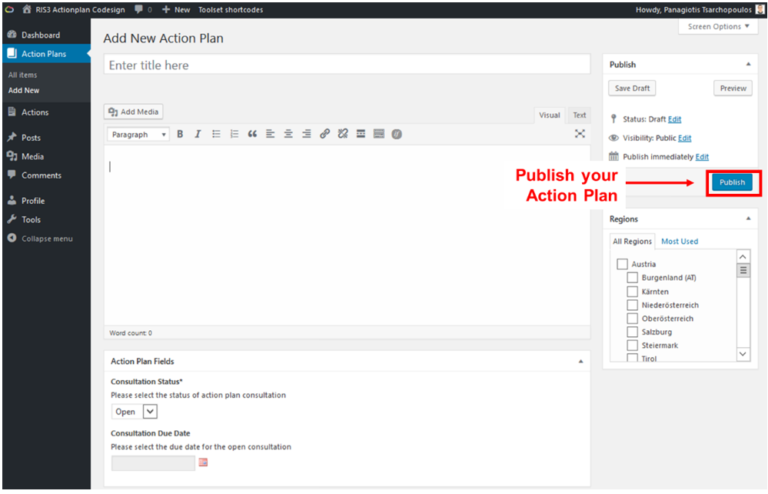 RIS3 Actionplan Codesign 0 + New Toolset shortcodes Howdy, Panagiotis Tsarchopoulos
Screen Options
Dashboard
Action Plans
All items
Add New
Actions
Posts
Media
Comments
Profile
Tools
Collapse menu
Add New Action Plan
Enter title here
Add Media
Visual Text
Paragraph B I
Word count: 0
Action Plan Fields
Consultation Status*
Please select the status of action plan consultation
Open
Consultation Due Date
Please select the due date for the open consultation
Publish
Save Draft Preview
Status: Draft Edit
Visibility: Public Edit
Publish immediately Edit
Publish your
Action Plan
Publish
Regions
All Regions Most Used
Austria
Burgenland (AT)
Kärnten
Niederösterreich
Oberösterreich
Salzburg
Steiermark
Tirol